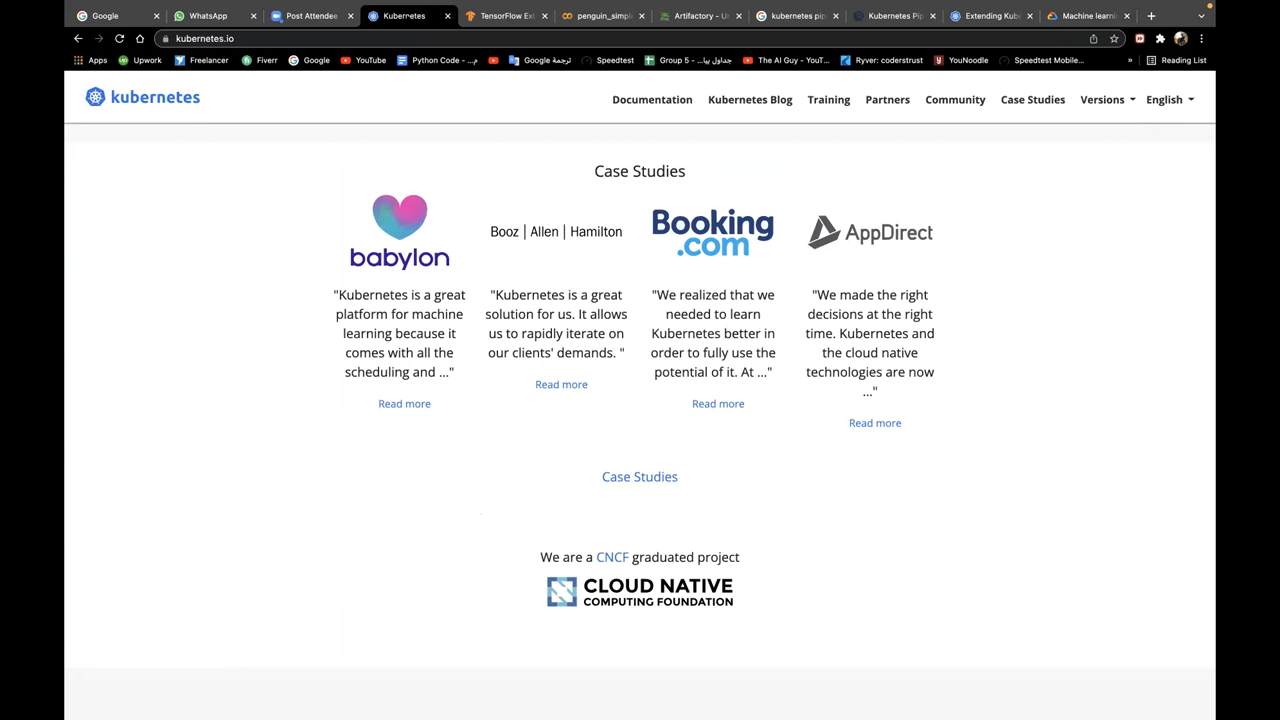 Google
WhatsApp
Post Attendee
Kubernetes
TensorFlow Ext
penguin_simple
Artifactory - Un
kubernetes pip
Kubernetes Pip
Extending Kube
Machine learni
kubernetes.io
Apps
Upwork
Freelancer
Fiverr
Google
YouTube
Python Code - ...م
ترجمة Google
Speedtest
Group 5 - ...جداول بيا
The AI Guy - YouT...
Ryver: coderstrust
YouNoodle
Speedtest Mobile...
»
Reading List
kubernetes
Documentation
Kubernetes Blog
Training
Partners
Community
Case Studies
Versions
English
Case Studies
babylon
Booz | Allen | Hamilton
Booking
.com
AppDirect
"Kubernetes is a great
platform for machine
learning because it
comes with all the
scheduling and ..."
Read more
"Kubernetes is a great
solution for us. It allows
us to rapidly iterate on
our clients' demands. "
Read more
"We realized that we
needed to learn
Kubernetes better in
order to fully use the
potential of it. At ..."
Read more
"We made the right
decisions at the right
time. Kubernetes and
the cloud native
technologies are now
..."
Read more
Case Studies
We are a CNCF graduated project
CLOUD NATIVE
COMPUTING FOUNDATION